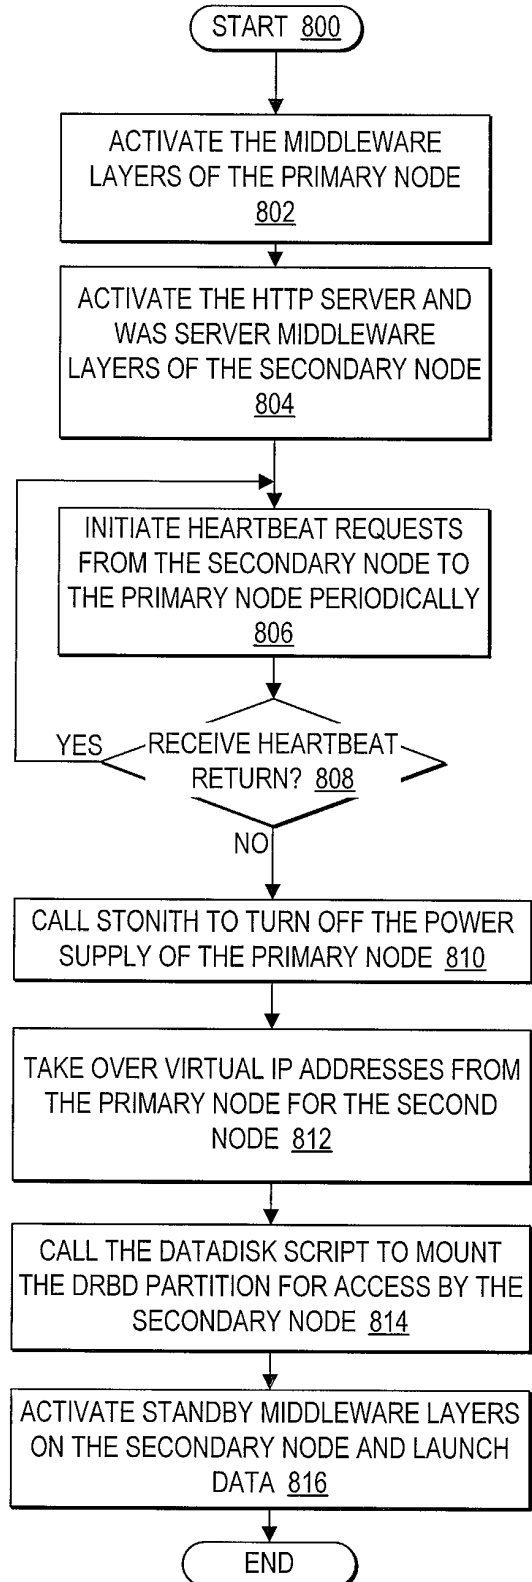 START 800
ACTIVATE THE MIDDLEWARE
LAYERS OF THE PRIMARY NODE
802
ACTIVATE THE HTTP SERVER AND
WAS SERVER MIDDLEWARE
LAYERS OF THE SECONDARY NODE
804
INITIATE HEARTBEAT REQUESTS
FROM THE SECONDARY NODE TO
THE PRIMARY NODE PERIODICALLY
806
YES
RECEIVE HEARTBEAT
RETURN? 808
NO
CALL STONITH TO TURN OFF THE POWER
SUPPLY OF THE PRIMARY NODE 810
TAKE OVER VIRTUAL IP ADDRESSES FROM
THE PRIMARY NODE FOR THE SECOND
NODE 812
CALL THE DATADISK SCRIPT TO MOUNT
THE DRBD PARTITION FOR ACCESS BY THE
SECONDARY NODE 814
ACTIVATE STANDBY MIDDLEWARE LAYERS
ON THE SECONDARY NODE AND LAUNCH
DATA 816
END